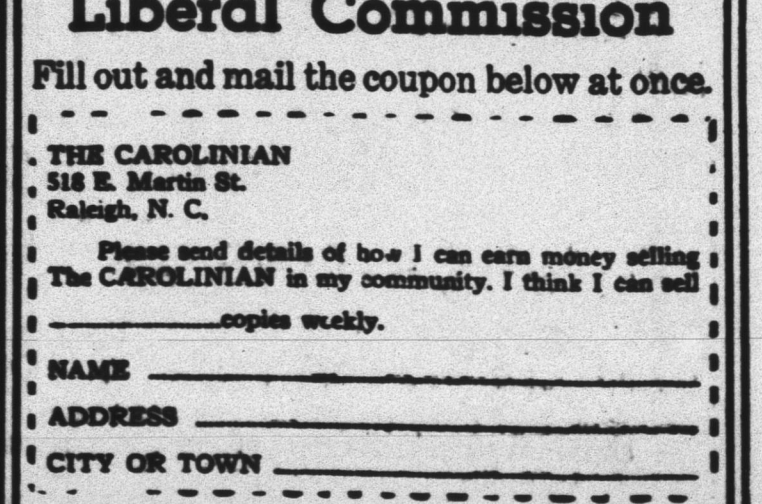 Liberal Commission
Fill out and mail the coupon below at once.
THE CAROLINIAN
518 E. Martin St.
Raleigh, N. C.
Please send details of how I can earn money selling
The CAROLINIAN in my community. I think I can sell
copies weekly.
NAME
ADDRESS
CITY OR TOWN